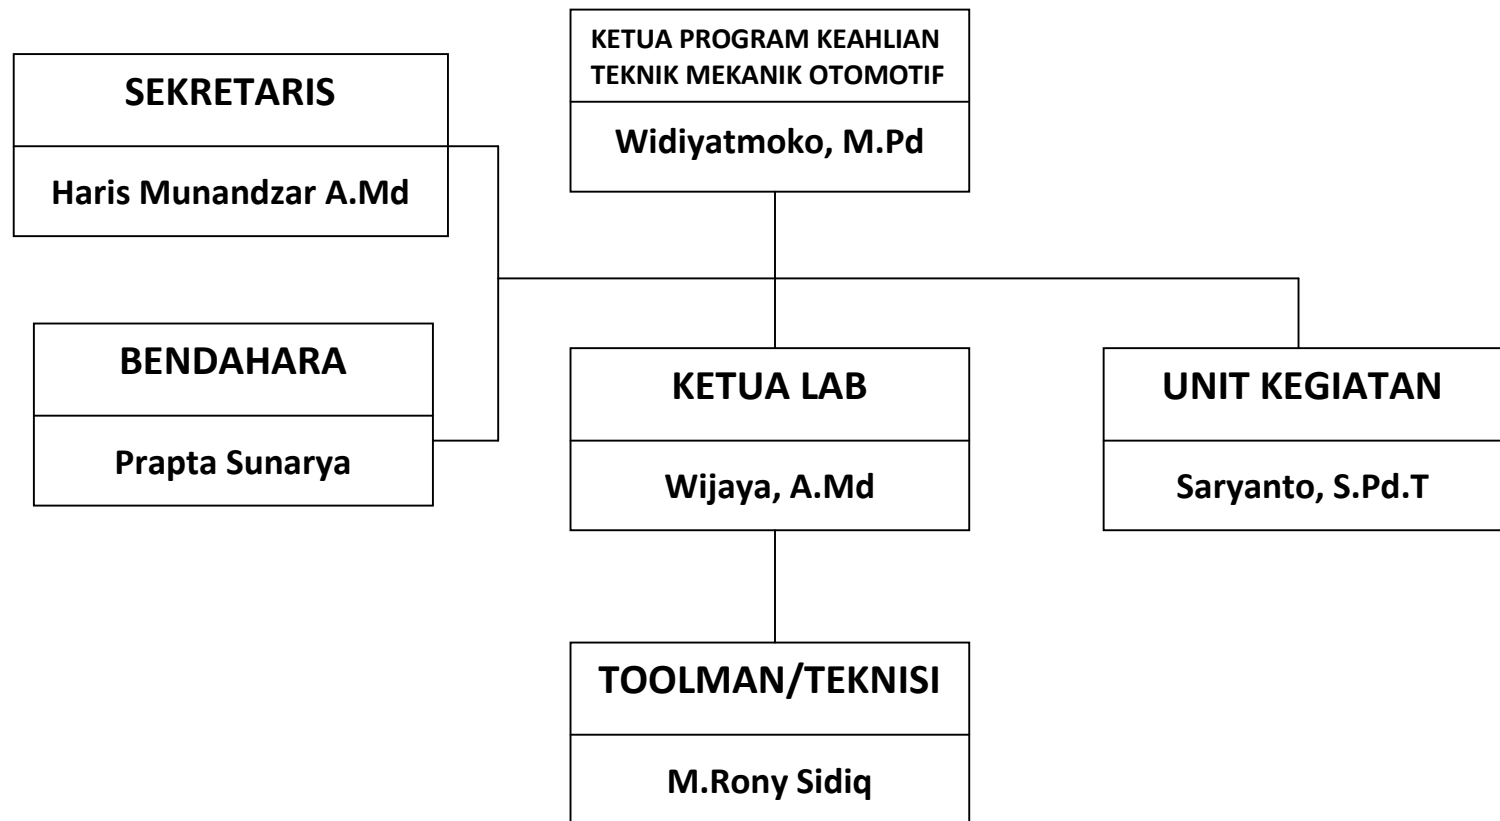 KETUA PROGRAM KEAHLIAN
TEKNIK MEKANIK OTOMOTIF
Widiyatmoko, M.Pd
SEKRETARIS
Haris Munandzar A.Md
BENDAHARA
Prapta Sunarya
KETUA LAB
Wijaya, A.Md
UNIT KEGIATAN
Saryanto, S.Pd.T
TOOLMAN/TEKNISI
M.Rony Sidiq